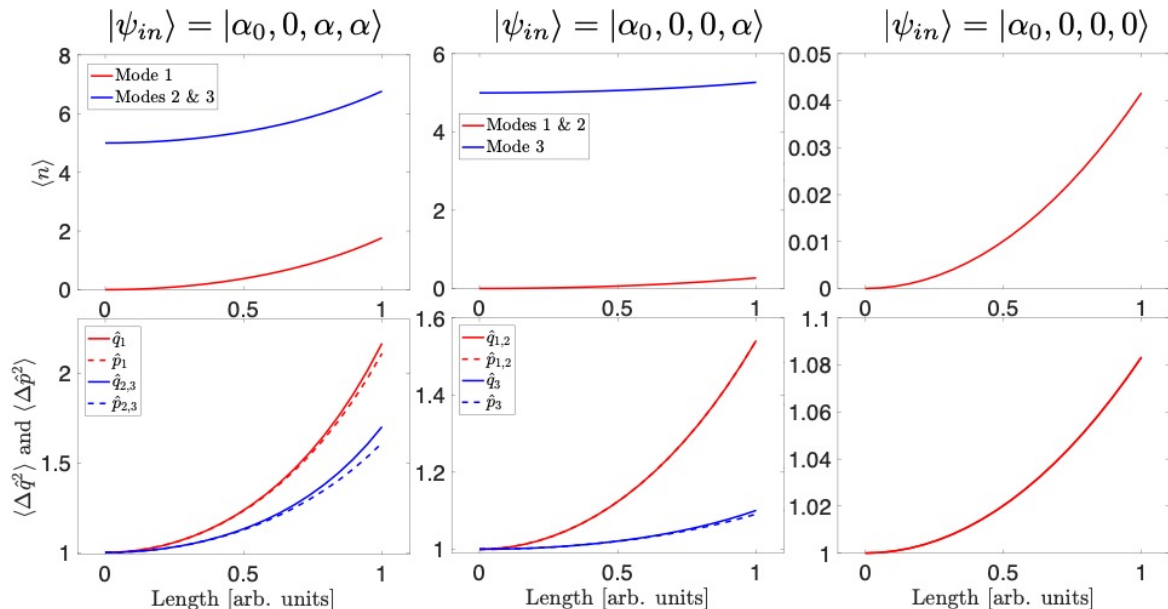 |ψ_in⟩ = |α_0, 0, α, α⟩
|ψ_in⟩ = |α_0, 0, 0, α⟩
|ψ_in⟩ = |α_0, 0, 0, 0⟩
8
6
4
2
0
⟨n⟩
Mode 1
Modes 2 & 3
0
0.5
1
6
4
2
0
Modes 1 & 2
Mode 3
0
0.5
1
0.05
0.04
0.03
0.02
0.01
0
0
0.5
1
2
1.5
1
⟨Δq̂²⟩ and ⟨Δp̂²⟩
q̂_1
p̂_1
q̂_2,3
p̂_2,3
0
0.5
1
Length [arb. units]
1.6
1.4
1.2
1
q̂_1,2
p̂_1,2
q̂_3
p̂_3
0
0.5
1
Length [arb. units]
1.1
1.08
1.06
1.04
1.02
1
0
0.5
1
Length [arb. units]